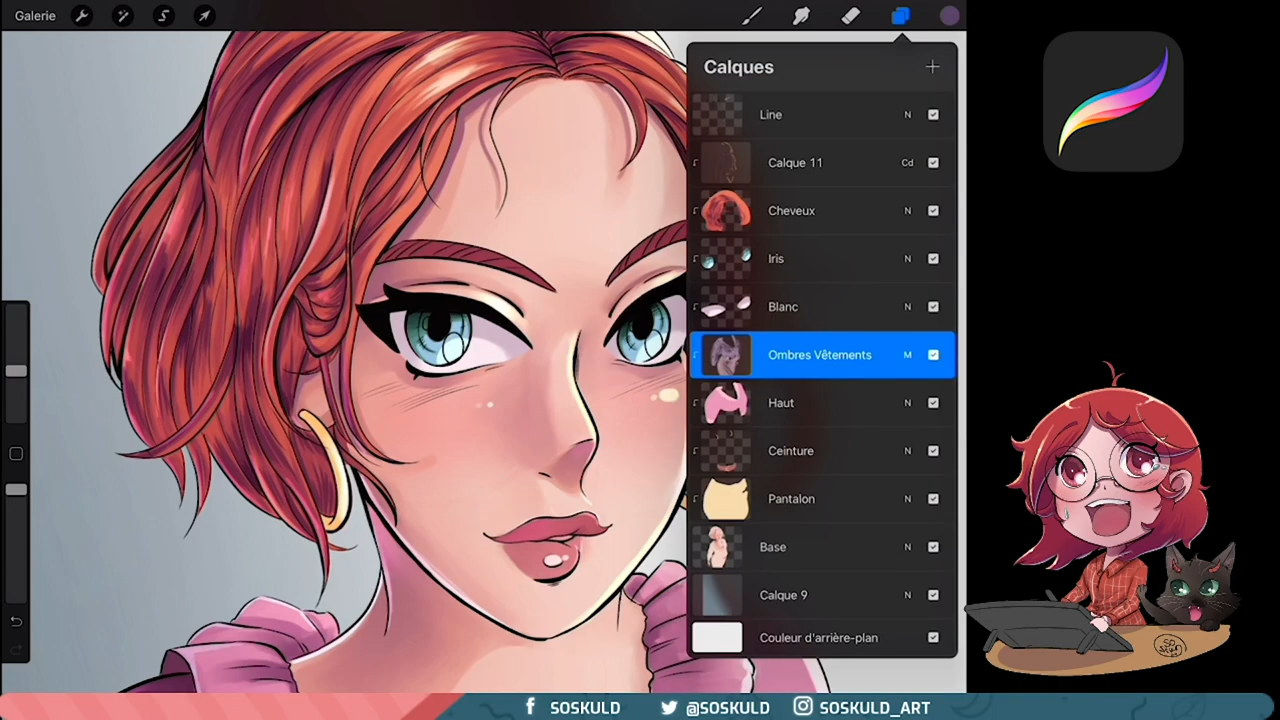 Galerie
Calques
Line N
Calque 11 Cd
Cheveux N
Iris N
Blanc N
Ombres Vêtements M
Haut N
Ceinture N
Pantalon N
Base N
Calque 9 N
Couleur d'arrière-plan
SOSKULD @SOSKULD SOSKULD_ART